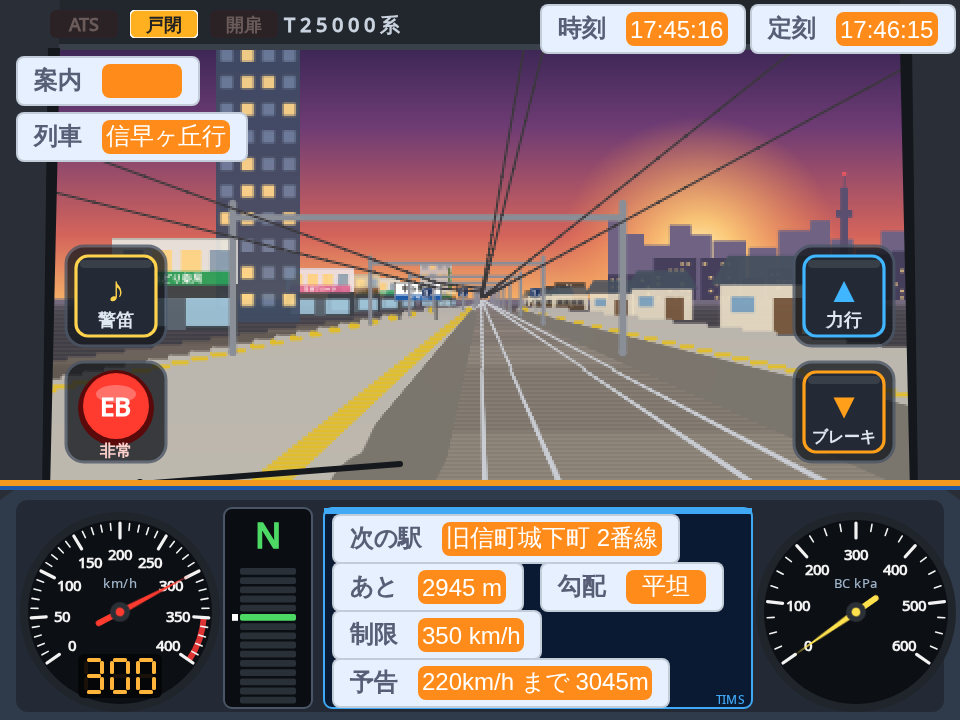 ATS 戸閉 開扉 T25000系
時刻 17:45:16 定刻 17:46:15
案内
列車 信早ヶ丘行
♪
警笛
▲
力行
EB
非常
▼
ブレーキ
0 50 100 150 200 250 300 350 400
km/h
300
N
次の駅 旧信町城下町 2番線
あと 2945 m 勾配 平坦
制限 350 km/h
予告 220km/h まで 3045m
TIMS
0 100 200 300 400 500 600
BC kPa